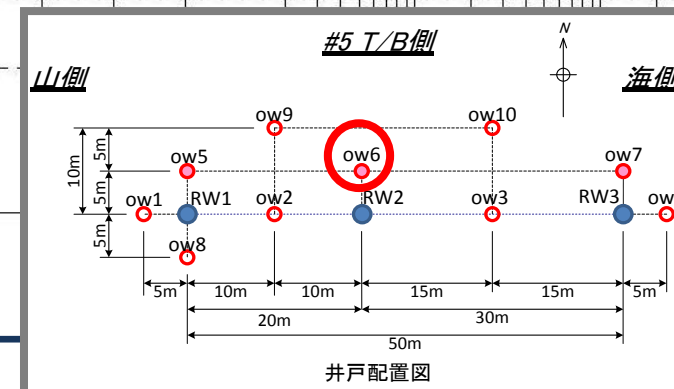 #5 T/B側
N
山側
海側
ow9
ow10
10m
5m
5m
5m
ow5
ow6
ow7
ow1
RW1
ow2
RW2
ow3
RW3
ow
ow8
5m
10m
10m
15m
15m
5m
20m
30m
50m
井戸配置図